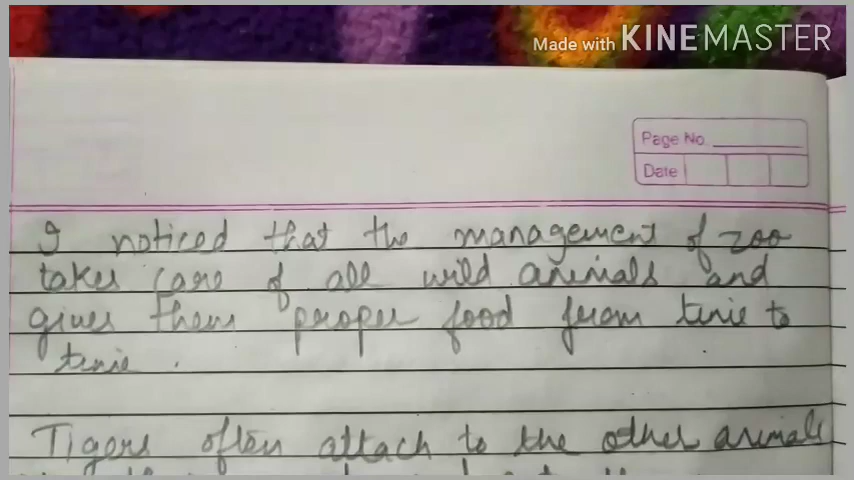 Made with KINEMASTER
Page No.
Date
I noticed that the management of zoo
takes care of all wild animals and
gives them proper food from time to
time .
Tigers often attach to the other animals